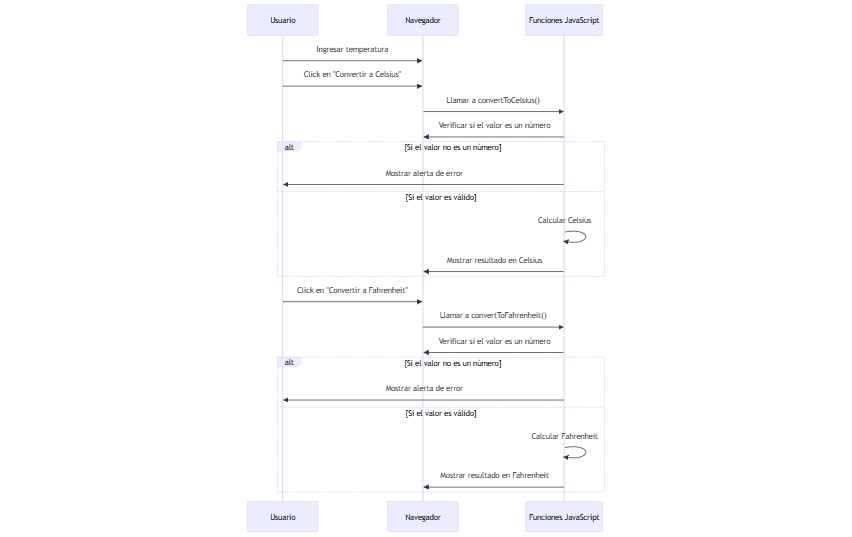 Usuario
Navegador
Funciones JavaScript
Ingresar temperatura
Click en "Convertir a Celsius"
Llamar a convertToCelsius()
Verificar si el valor es un número
alt
[Si el valor no es un número]
Mostrar alerta de error
[Si el valor es válido]
Calcular Celsius
Mostrar resultado en Celsius
Click en "Convertir a Fahrenheit"
Llamar a convertToFahrenheit()
Verificar si el valor es un número
alt
[Si el valor no es un número]
Mostrar alerta de error
[Si el valor es válido]
Calcular Fahrenheit
Mostrar resultado en Fahrenheit
Usuario
Navegador
Funciones JavaScript